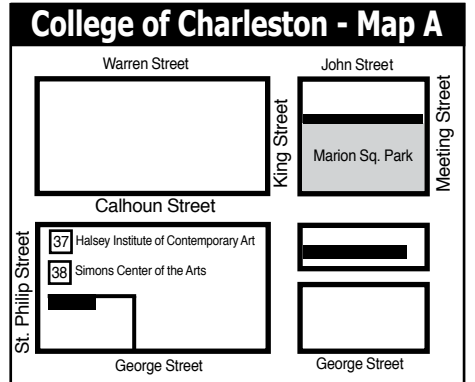 College of Charleston - Map A
Warren Street
John Street
King Street
Meeting Street
Marion Sq. Park
Calhoun Street
St. Philip Street
37 Halsey Institute of Contemporary Art
38 Simons Center of the Arts
George Street
George Street